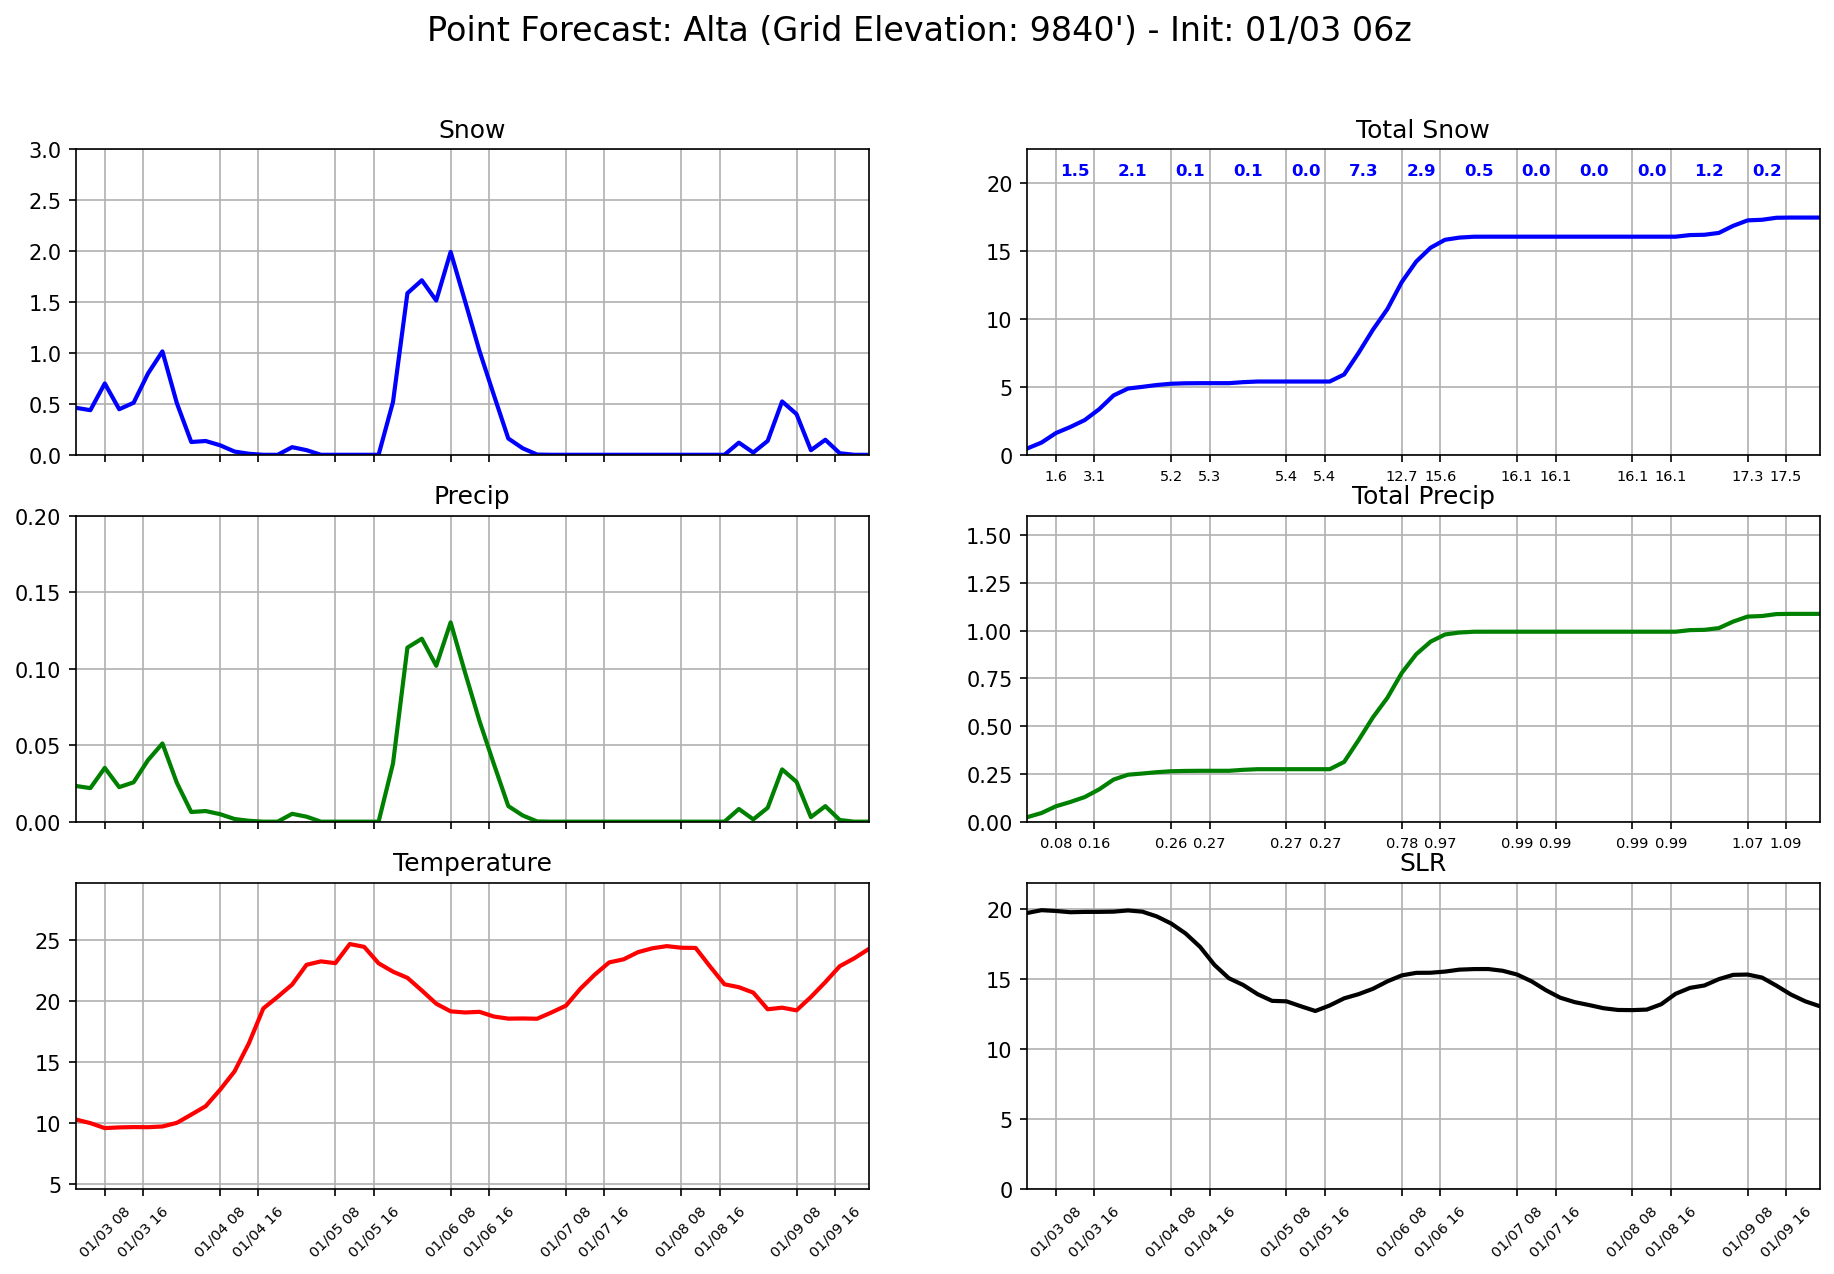 Point Forecast: Alta (Grid Elevation: 9840') - Init: 01/03 06z
Snow
3.0
2.5
2.0
1.5
1.0
0.5
0.0
Total Snow
1.5 2.1 0.1 0.1 0.0 7.3 2.9 0.5 0.0 0.0 0.0 1.2 0.2
20
15
10
5
0
1.6 3.1 5.2 5.3 5.4 5.4 12.7 15.6 16.1 16.1 16.1 16.1 17.3 17.5
Precip
0.20
0.15
0.10
0.05
0.00
Total Precip
1.50
1.25
1.00
0.75
0.50
0.25
0.00
0.08 0.16 0.26 0.27 0.27 0.27 0.78 0.97 0.99 0.99 0.99 0.99 1.07 1.09
Temperature
25
20
15
10
5
01/03 08 01/03 16 01/04 08 01/04 16 01/05 08 01/05 16 01/06 08 01/06 16 01/07 08 01/07 16 01/08 08 01/08 16 01/09 08 01/09 16
SLR
20
15
10
5
0
01/03 08 01/03 16 01/04 08 01/04 16 01/05 08 01/05 16 01/06 08 01/06 16 01/07 08 01/07 16 01/08 08 01/08 16 01/09 08 01/09 16